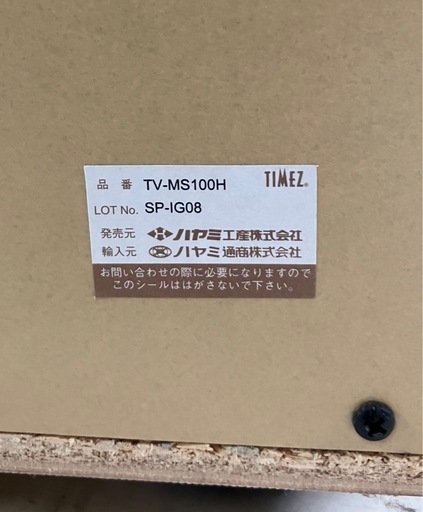 品番 TV-MS100H TIMEZ®
LOT No. SP-IG08
発売元 ハヤミ工産株式会社
輸入元 ハヤミ通商株式会社
お問い合わせの際に必要になりますので
このシールははがさないで下さい。